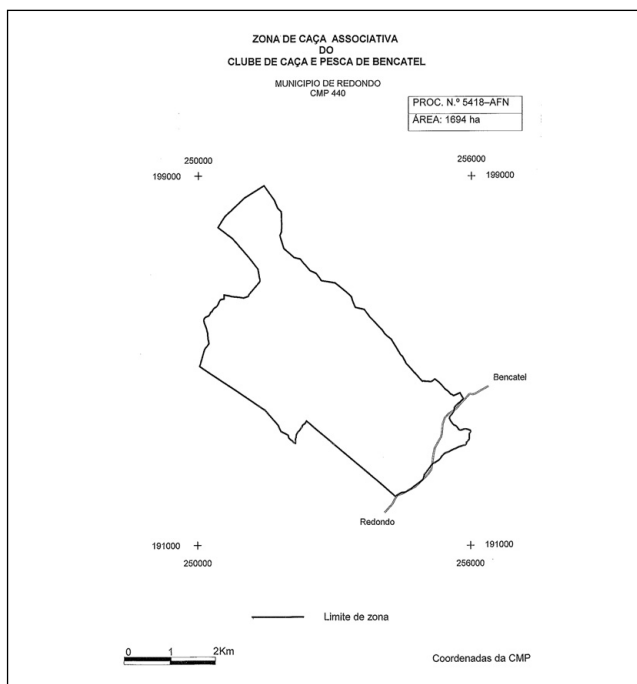 ZONA DE CAÇA ASSOCIATIVA
DO
CLUBE DE CAÇA E PESCA DE BENCATEL
MUNICIPIO DE REDONDO
CMP 440
PROC. N.º 5418–AFN
ÁREA: 1694 ha
250000
256000
199000
199000
Bencatel
Redondo
191000
191000
250000
256000
Limite de zona
0 1 2Km
Coordenadas da CMP